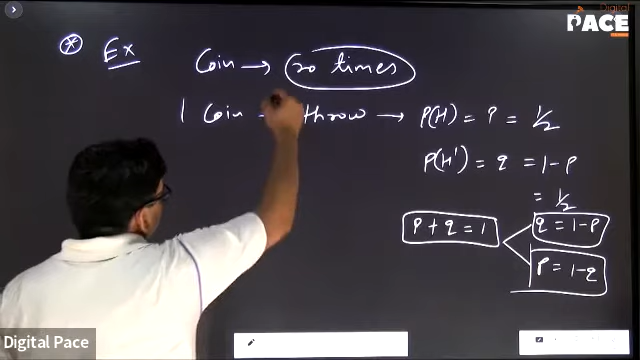 Digital
PACE
* Ex
Coin → 20 times
1 Coin → throw → P(H) = P = 1/2
P(H') = q = 1-P
= 1/2
P + q = 1
q = 1-P
P = 1-q
Digital Pace